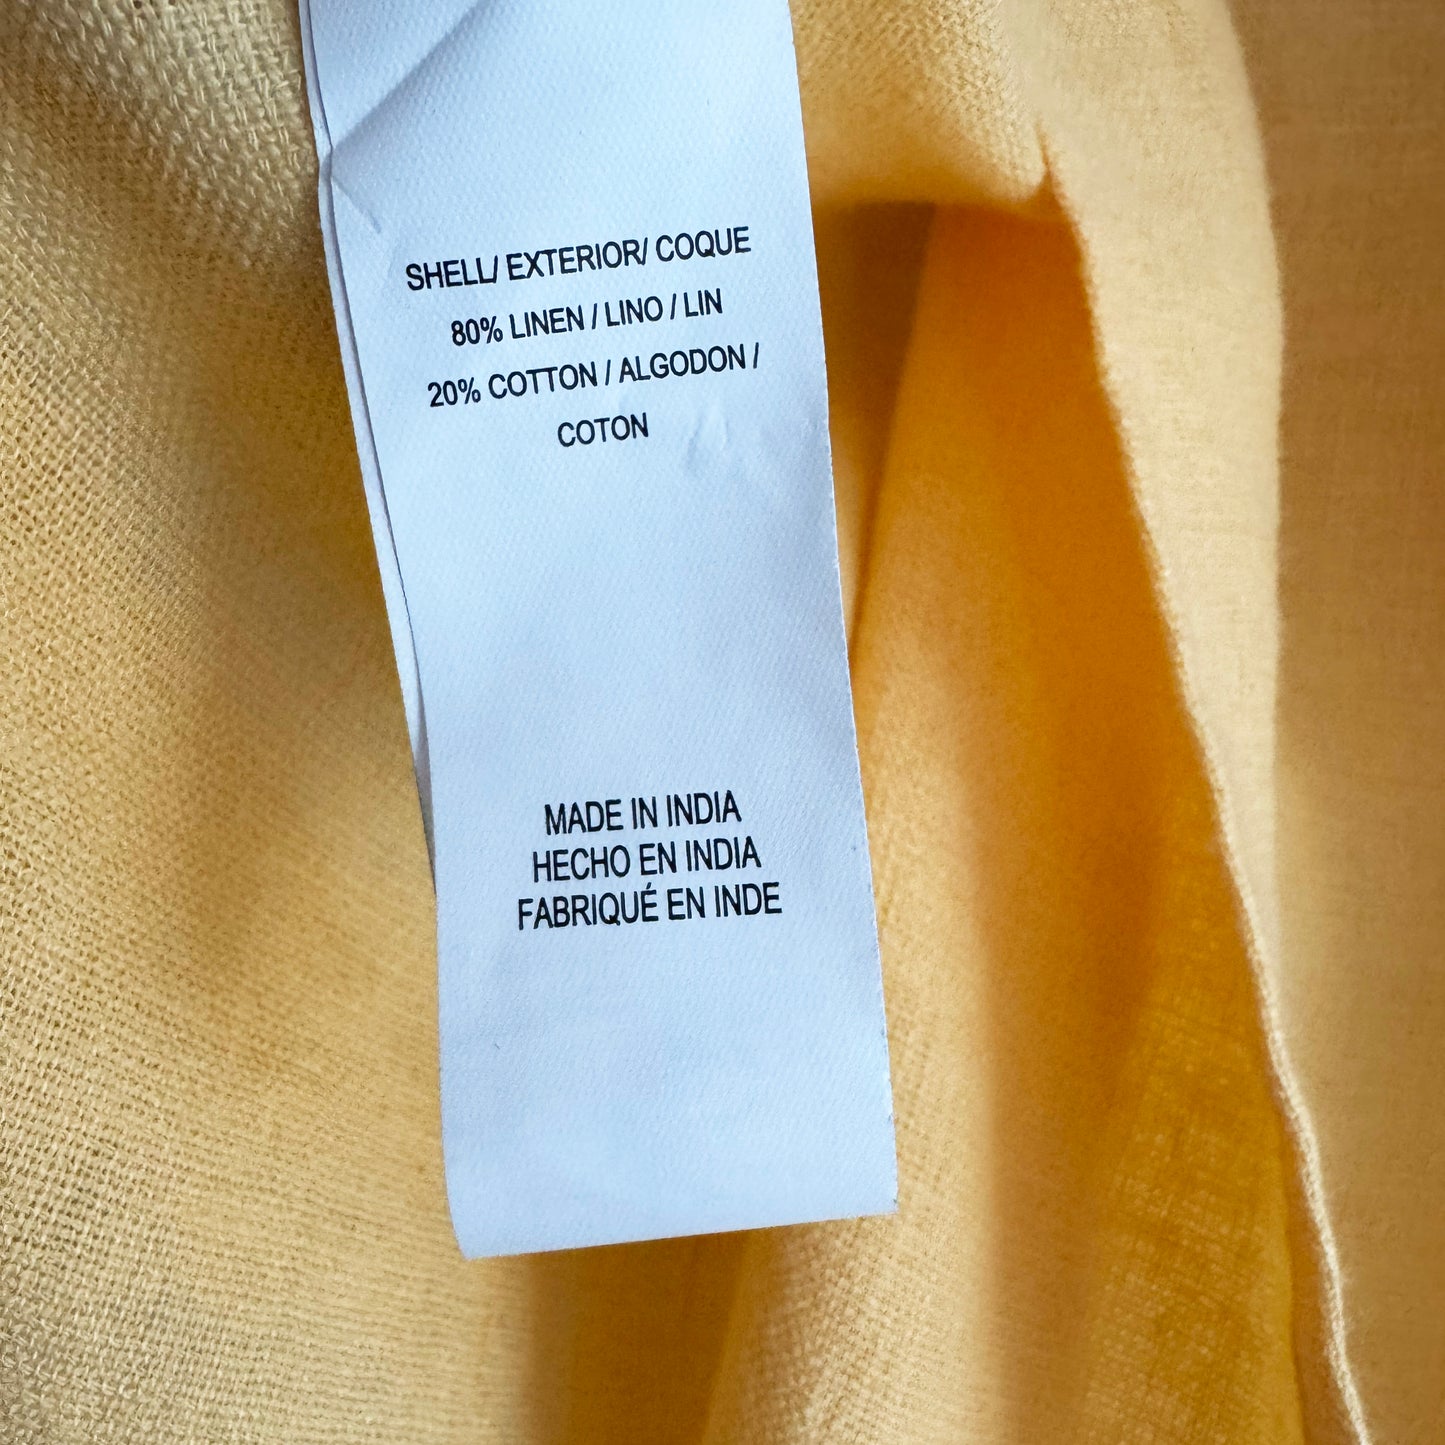 SHELL/ EXTERIOR/ COQUE
80% LINEN / LINO / LIN
20% COTTON / ALGODON /
COTON
MADE IN INDIA
HECHO EN INDIA
FABRIQUÉ EN INDE